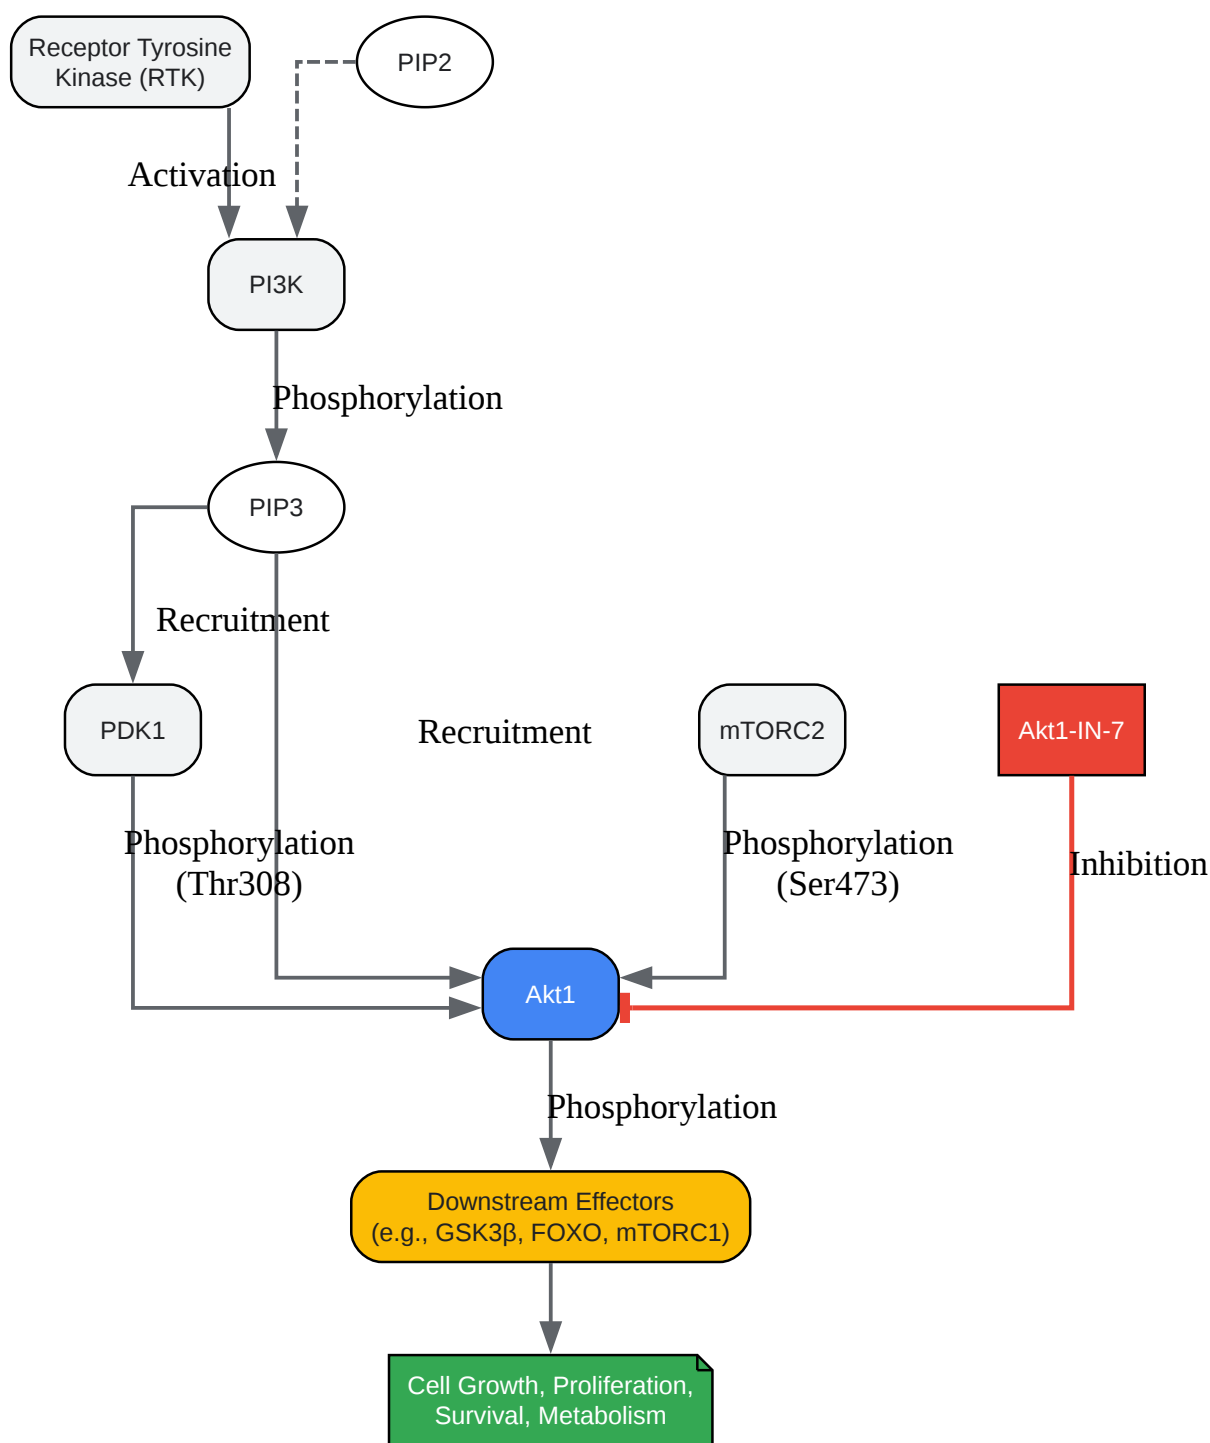 Receptor Tyrosine
Kinase (RTK)
PIP2
Activation
PI3K
Phosphorylation
PIP3
Recruitment
PDK1
Recruitment
mTORC2
Akt1-IN-7
Phosphorylation
(Thr308)
Phosphorylation
(Ser473)
Inhibition
Akt1
Phosphorylation
Downstream Effectors
(e.g., GSK3β, FOXO, mTORC1)
Cell Growth, Proliferation,
Survival, Metabolism